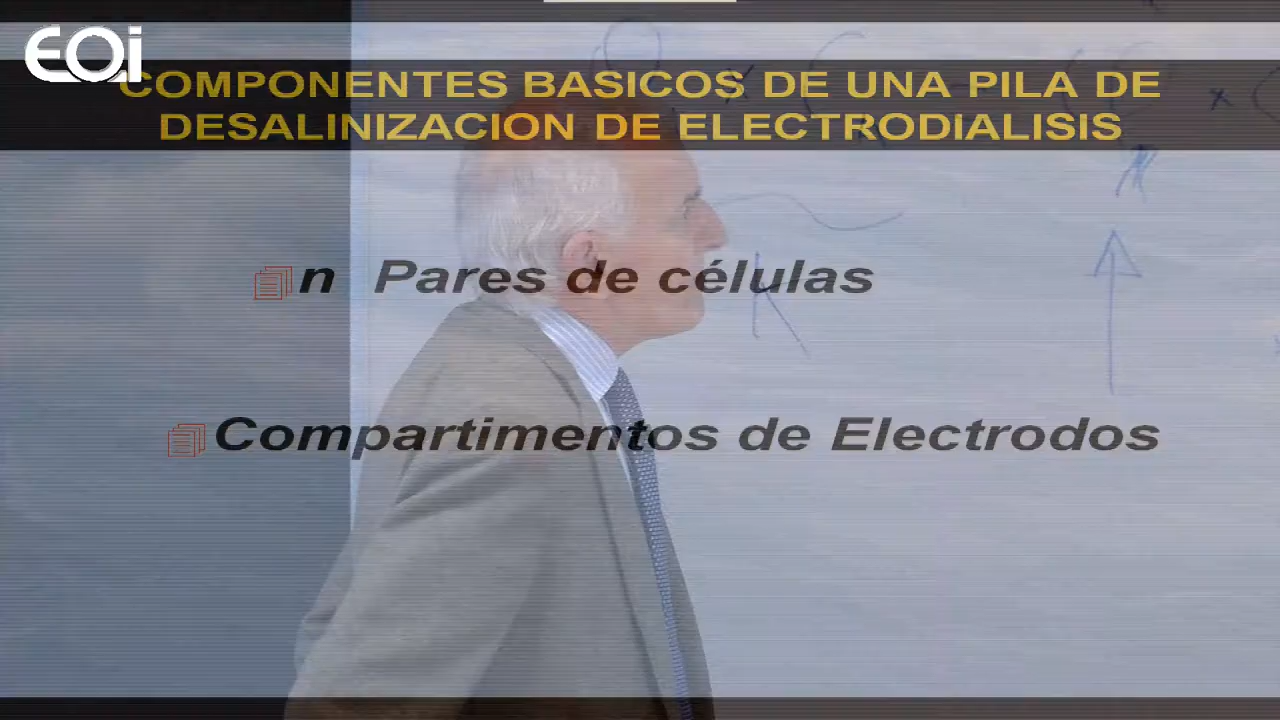 EOi
COMPONENTES BASICOS DE UNA PILA DE
DESALINIZACION DE ELECTRODIALISIS
n Pares de células
Compartimentos de Electrodos